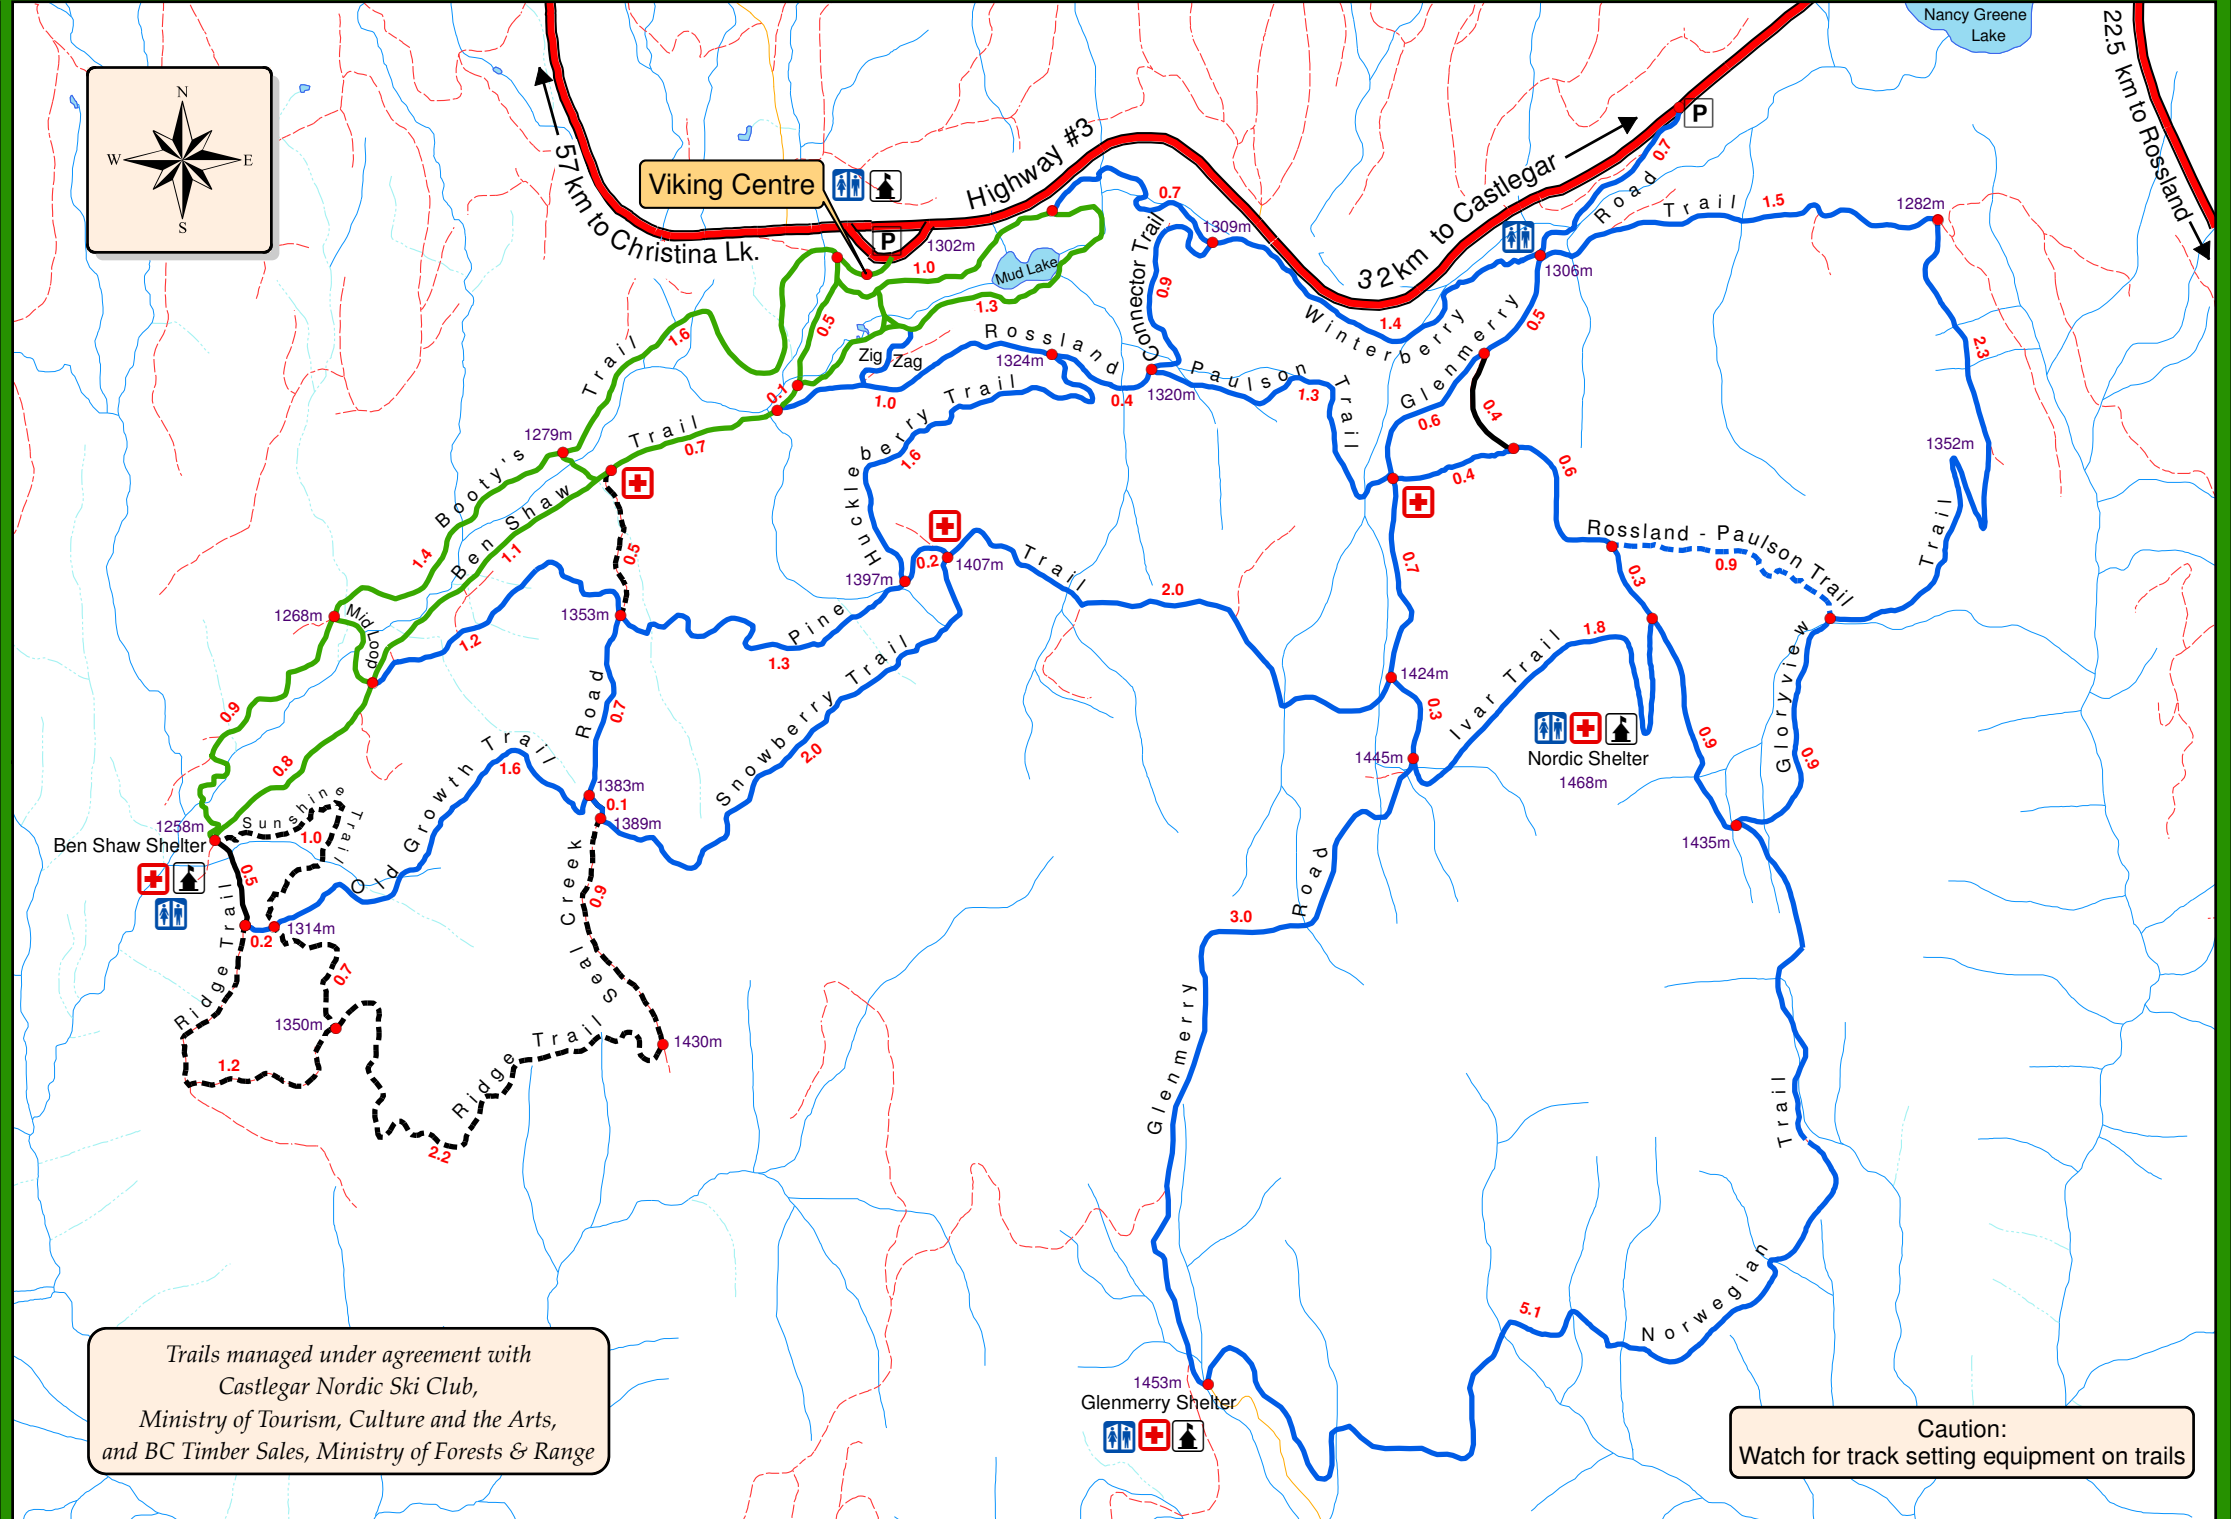 Nancy Greene
Lake
22.5 km to Rossland
N
W E
S
57 km to Christina Lk.
Viking Centre
Highway #3
32 km to Castlegar
P
P
0.7
Road
Trail
1.5
1282m
0.7
1309m
1302m
1.0
Mud Lake
1.3
Connector Trail
0.9
1306m
Winterberry
1.4
Glenmerry
0.5
2.3
0.5
1.6
Booty's Trail
Zig Zag
Rossland Paulson Trail
1324m
0.4
1320m
1.3
0.1
1.0
0.6
0.4
0.4
0.6
1352m
1279m
Ben Shaw Trail
0.7
Huckleberry Trail
1.6
1.4
1.1
0.5
1397m
0.2
1407m
Trail
2.0
0.7
Rossland - Paulson Trail
0.9
0.3
1268m
Mid Loop
1.2
1353m
Pine
1.3
Gloryview Trail
0.9
0.9
0.8
Road
0.7
Snowberry Trail
2.0
1424m
0.3
Ivar Trail
1.8
Nordic Shelter
1468m
1445m
0.9
1435m
Old Growth Trail
1.6
1383m
0.1
1389m
Sunshine Trail
1.0
1258m
Ben Shaw Shelter
0.5
Ridge Trail
0.2
1314m
0.7
1350m
1.2
Seal Creek
0.9
1430m
Ridge Trail
2.2
Glenmerry Road
3.0
Norwegian Trail
5.1
1453m
Glenmerry Shelter
Trails managed under agreement with
Castlegar Nordic Ski Club,
Ministry of Tourism, Culture and the Arts,
and BC Timber Sales, Ministry of Forests & Range
Caution:
Watch for track setting equipment on trails